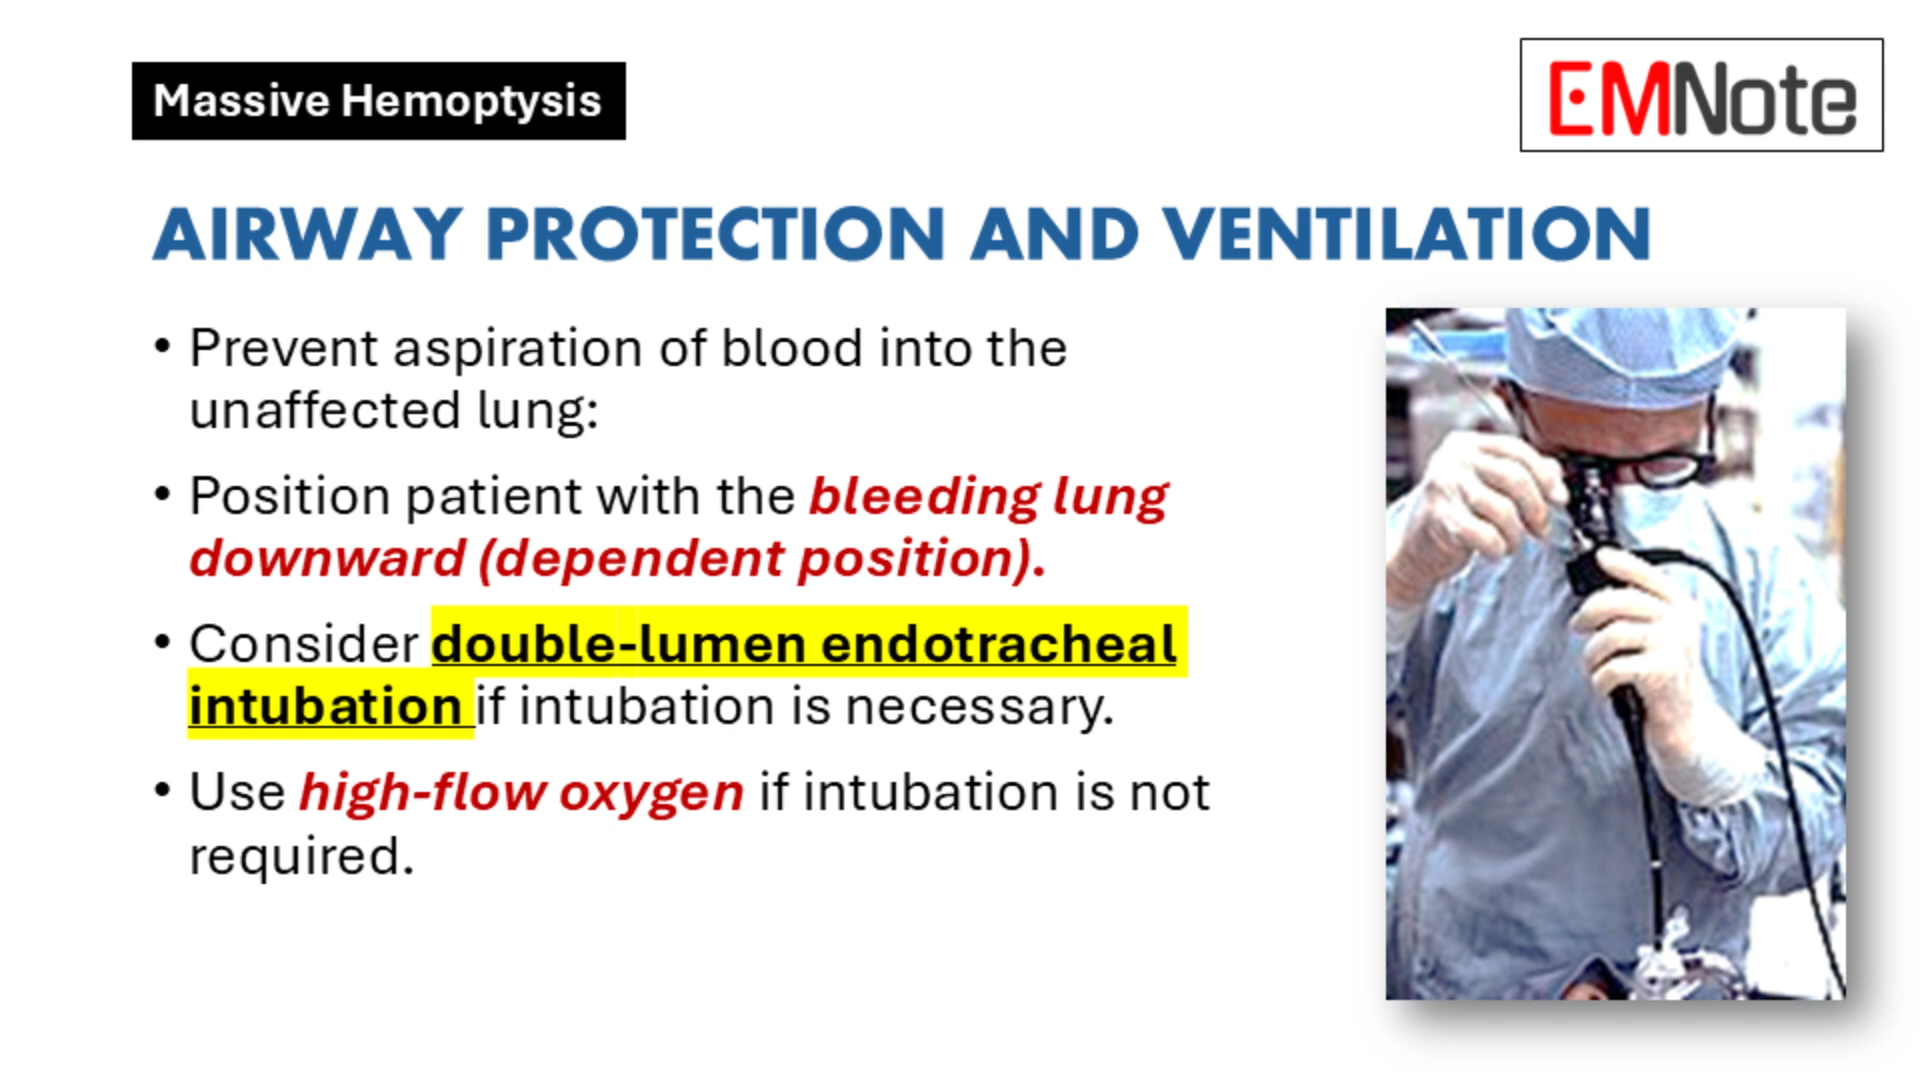 Massive Hemoptysis
EMNote
AIRWAY PROTECTION AND VENTILATION
• Prevent aspiration of blood into the
unaffected lung:
• Position patient with the bleeding lung
downward (dependent position).
• Consider double-lumen endotracheal
intubation if intubation is necessary.
• Use high-flow oxygen if intubation is not
required.